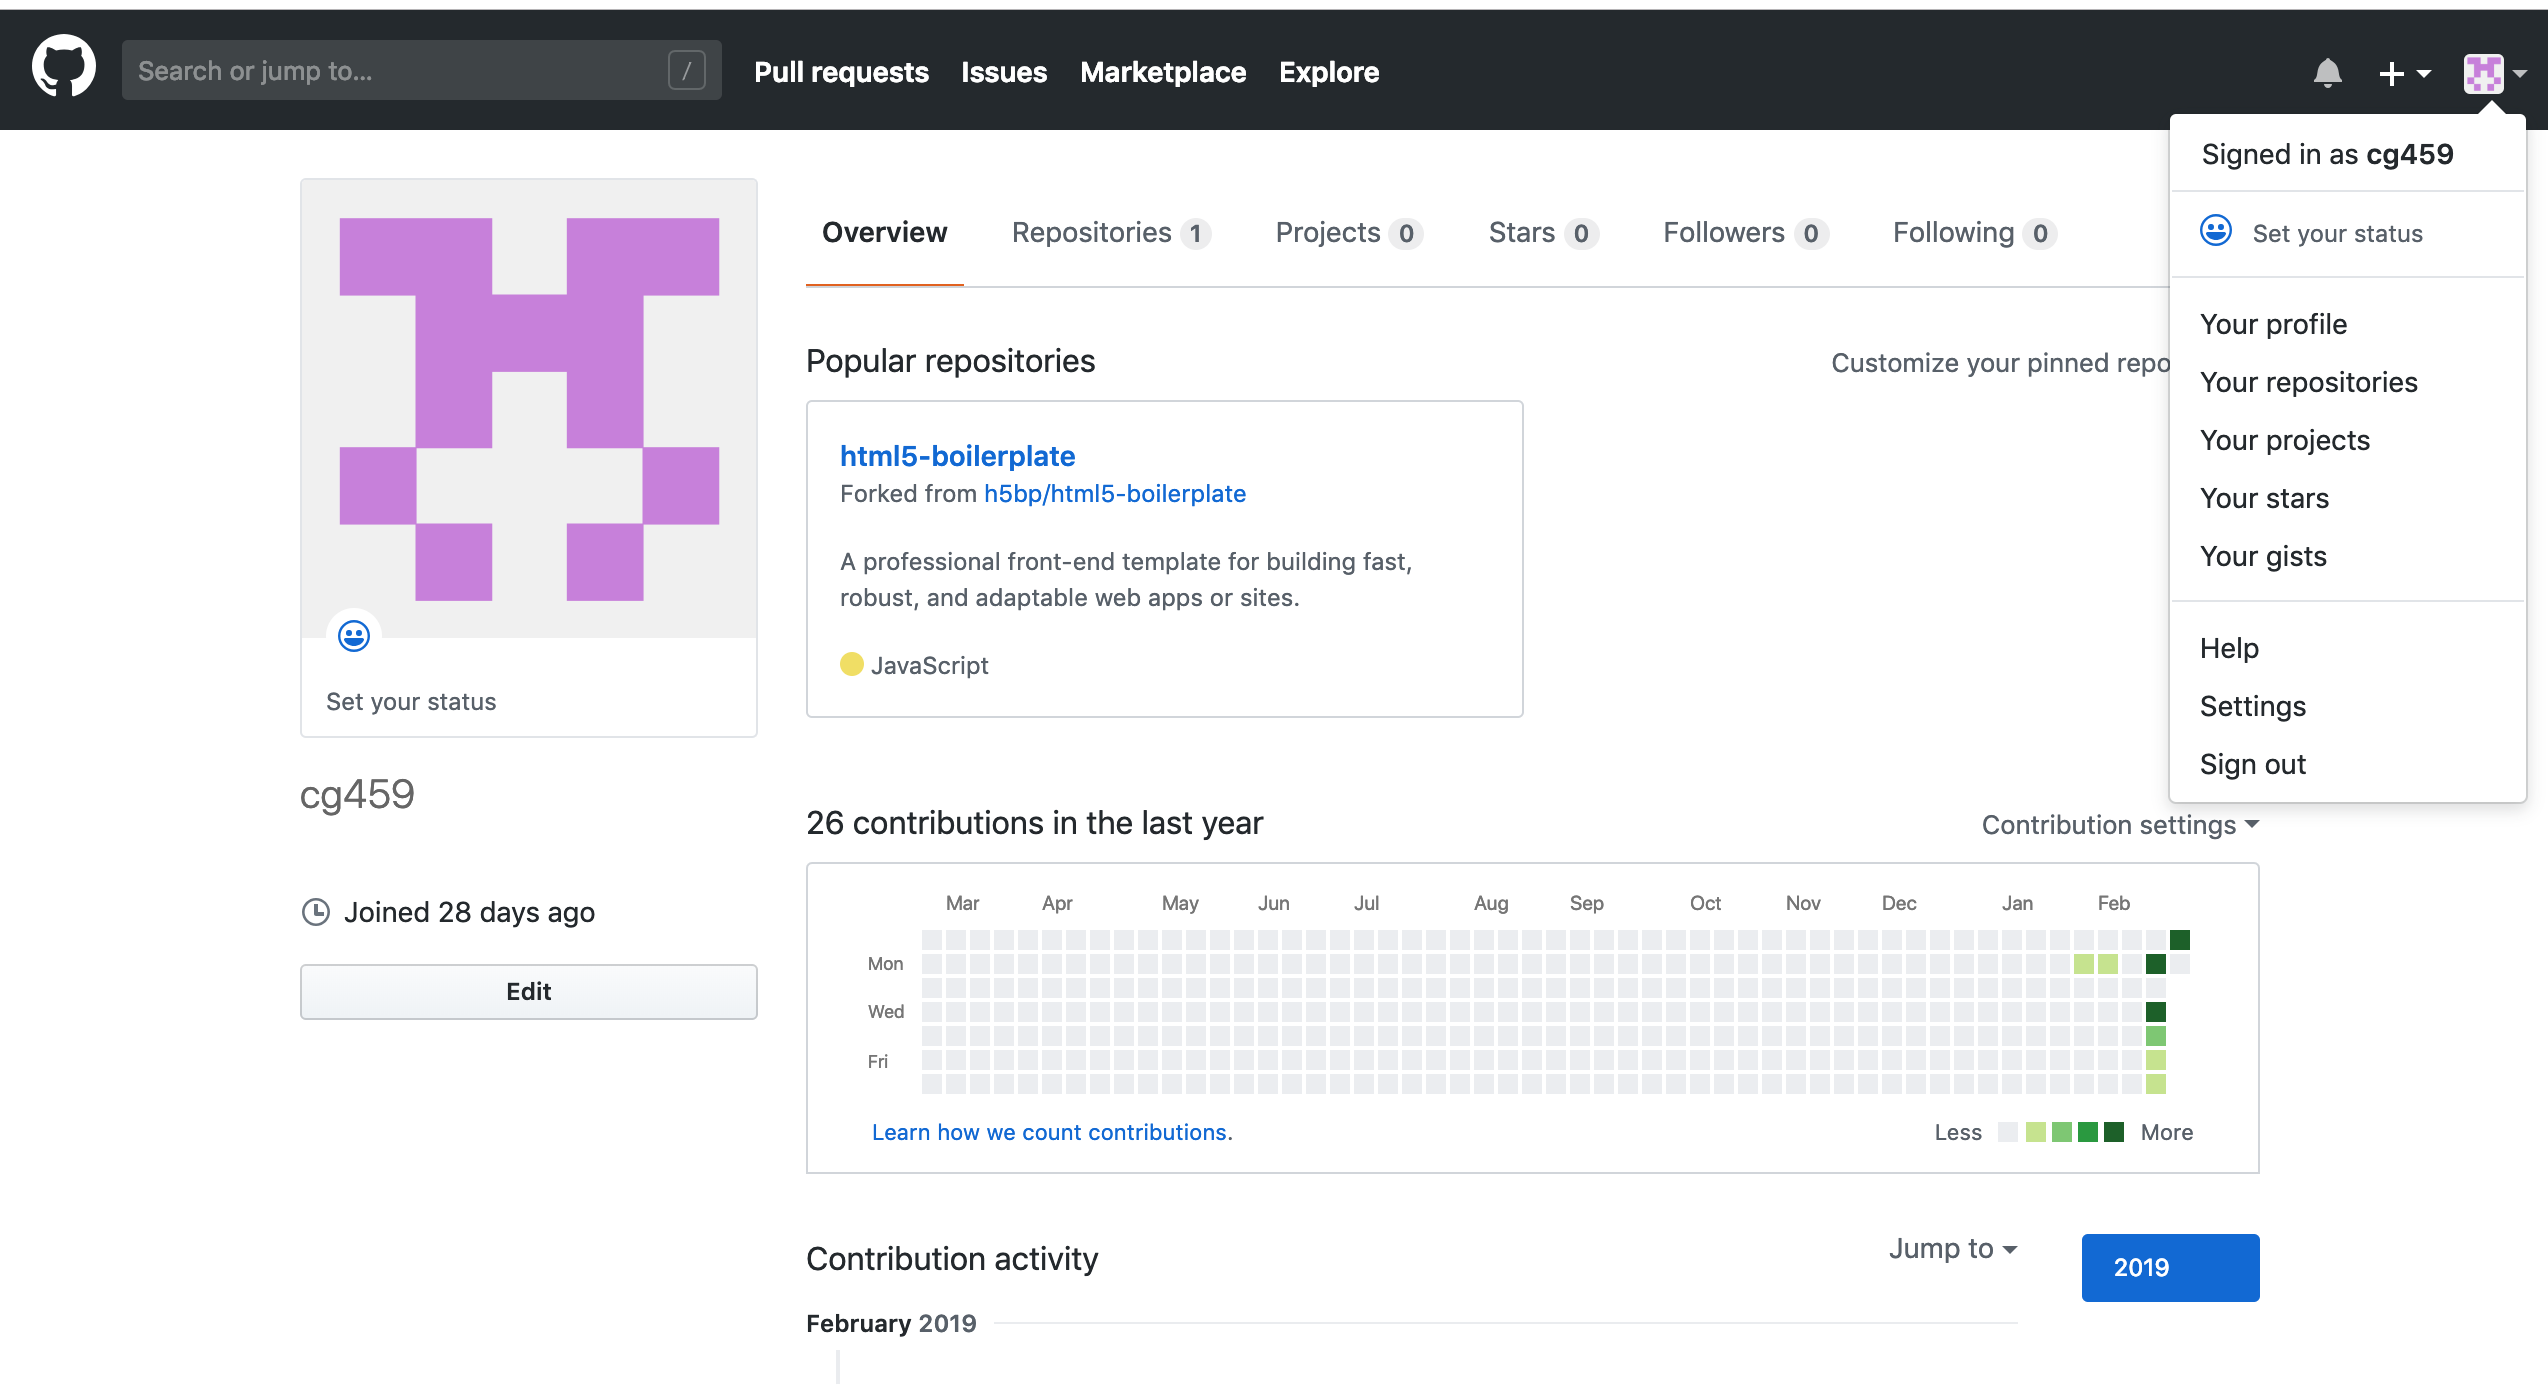 Search or jump to... / Pull requests Issues Marketplace Explore
Signed in as cg459
Set your status
Your profile
Your repositories
Your projects
Your stars
Your gists
Help
Settings
Sign out
Overview Repositories 1 Projects 0 Stars 0 Followers 0 Following 0
Set your status
cg459
Joined 28 days ago
Edit
Popular repositories Customize your pinned repo
html5-boilerplate
Forked from h5bp/html5-boilerplate
A professional front-end template for building fast,
robust, and adaptable web apps or sites.
JavaScript
26 contributions in the last year Contribution settings
Mar Apr May Jun Jul Aug Sep Oct Nov Dec Jan Feb
Mon
Wed
Fri
Learn how we count contributions. Less More
Contribution activity Jump to 2019
February 2019